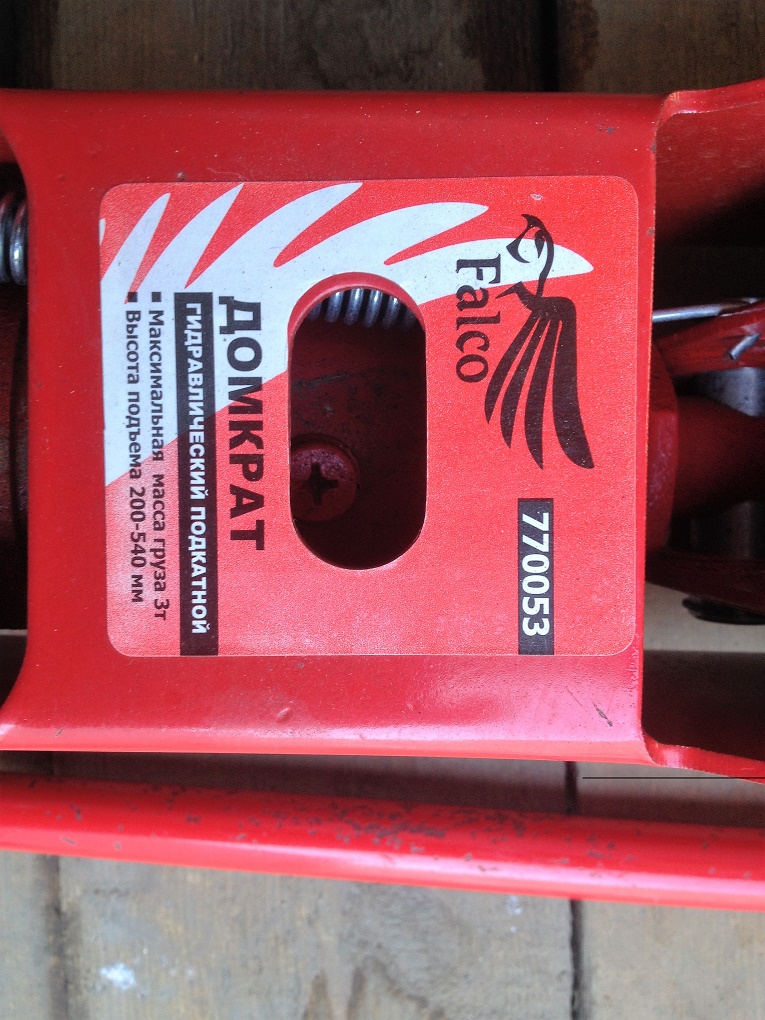 Falco
770053
ДОМКРАТ
ГИДРАВЛИЧЕСКИЙ ПОДКАТНОЙ
▪ Максимальная масса груза 3т
▪ Высота подъема 200-540 мм